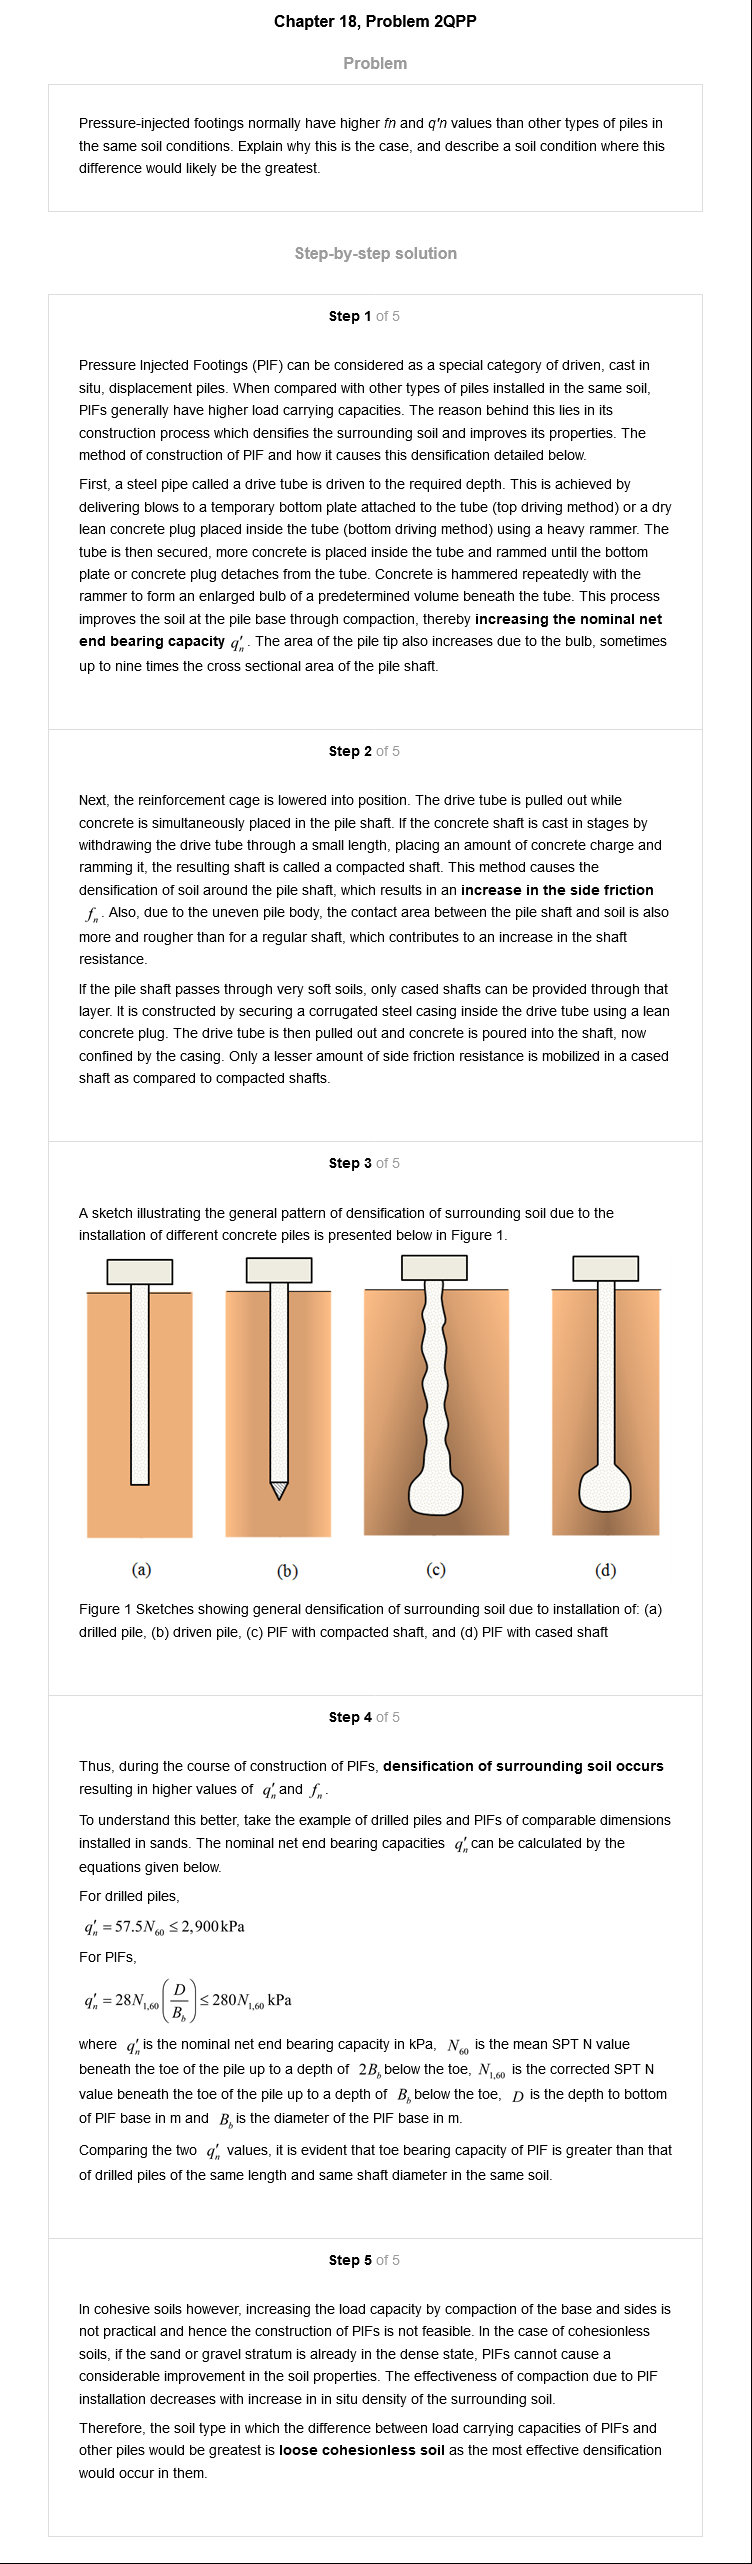 Chapter 18, Problem 2QPP
Problem
Pressure-injected footings normally have higher fn and q'n values than other types of piles in
the same soil conditions. Explain why this is the case, and describe a soil condition where this
difference would likely be the greatest.
Step-by-step solution
Step 1 of 5
Pressure Injected Footings (PIF) can be considered as a special category of driven, cast in
situ, displacement piles. When compared with other types of piles installed in the same soil,
PIFs generally have higher load carrying capacities. The reason behind this lies in its
construction process which densifies the surrounding soil and improves its properties. The
method of construction of PIF and how it causes this densification detailed below.
First, a steel pipe called a drive tube is driven to the required depth. This is achieved by
delivering blows to a temporary bottom plate attached to the tube (top driving method) or a dry
lean concrete plug placed inside the tube (bottom driving method) using a heavy rammer. The
tube is then secured, more concrete is placed inside the tube and rammed until the bottom
plate or concrete plug detaches from the tube. Concrete is hammered repeatedly with the
rammer to form an enlarged bulb of a predetermined volume beneath the tube. This process
improves the soil at the pile base through compaction, thereby increasing the nominal net
end bearing capacity q′n . The area of the pile tip also increases due to the bulb, sometimes
up to nine times the cross sectional area of the pile shaft.
Step 2 of 5
Next, the reinforcement cage is lowered into position. The drive tube is pulled out while
concrete is simultaneously placed in the pile shaft. If the concrete shaft is cast in stages by
withdrawing the drive tube through a small length, placing an amount of concrete charge and
ramming it, the resulting shaft is called a compacted shaft. This method causes the
densification of soil around the pile shaft, which results in an increase in the side friction
fn . Also, due to the uneven pile body, the contact area between the pile shaft and soil is also
more and rougher than for a regular shaft, which contributes to an increase in the shaft
resistance.
If the pile shaft passes through very soft soils, only cased shafts can be provided through that
layer. It is constructed by securing a corrugated steel casing inside the drive tube using a lean
concrete plug. The drive tube is then pulled out and concrete is poured into the shaft, now
confined by the casing. Only a lesser amount of side friction resistance is mobilized in a cased
shaft as compared to compacted shafts.
Step 3 of 5
A sketch illustrating the general pattern of densification of surrounding soil due to the
installation of different concrete piles is presented below in Figure 1.
(a) (b) (c) (d)
Figure 1 Sketches showing general densification of surrounding soil due to installation of: (a)
drilled pile, (b) driven pile, (c) PIF with compacted shaft, and (d) PIF with cased shaft
Step 4 of 5
Thus, during the course of construction of PIFs, densification of surrounding soil occurs
resulting in higher values of q′n and fn .
To understand this better, take the example of drilled piles and PIFs of comparable dimensions
installed in sands. The nominal net end bearing capacities q′n can be calculated by the
equations given below.
For drilled piles,
q′n = 57.5N60 ≤ 2,900 kPa
For PIFs,
q′n = 28N1,60 (D/Bb) ≤ 280N1,60 kPa
where q′n is the nominal net end bearing capacity in kPa, N60 is the mean SPT N value
beneath the toe of the pile up to a depth of 2Bb below the toe, N1,60 is the corrected SPT N
value beneath the toe of the pile up to a depth of Bb below the toe, D is the depth to bottom
of PIF base in m and Bb is the diameter of the PIF base in m.
Comparing the two q′n values, it is evident that toe bearing capacity of PIF is greater than that
of drilled piles of the same length and same shaft diameter in the same soil.
Step 5 of 5
In cohesive soils however, increasing the load capacity by compaction of the base and sides is
not practical and hence the construction of PIFs is not feasible. In the case of cohesionless
soils, if the sand or gravel stratum is already in the dense state, PIFs cannot cause a
considerable improvement in the soil properties. The effectiveness of compaction due to PIF
installation decreases with increase in in situ density of the surrounding soil.
Therefore, the soil type in which the difference between load carrying capacities of PIFs and
other piles would be greatest is loose cohesionless soil as the most effective densification
would occur in them.